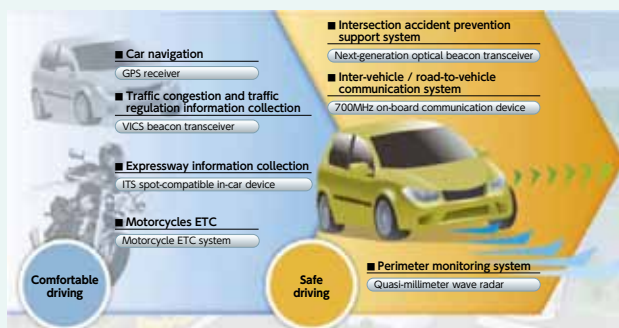 ■ Car navigation
GPS receiver
■ Traffic congestion and traffic
regulation information collection
VICS beacon transceiver
■ Expressway information collection
ITS spot-compatible in-car device
■ Motorcycles ETC
Motorcycle ETC system
Comfortable
driving
■ Intersection accident prevention
support system
Next-generation optical beacon transceiver
■ Inter-vehicle / road-to-vehicle
communication system
700MHz on-board communication device
■ Perimeter monitoring system
Quasi-millimeter wave radar
Safe
driving